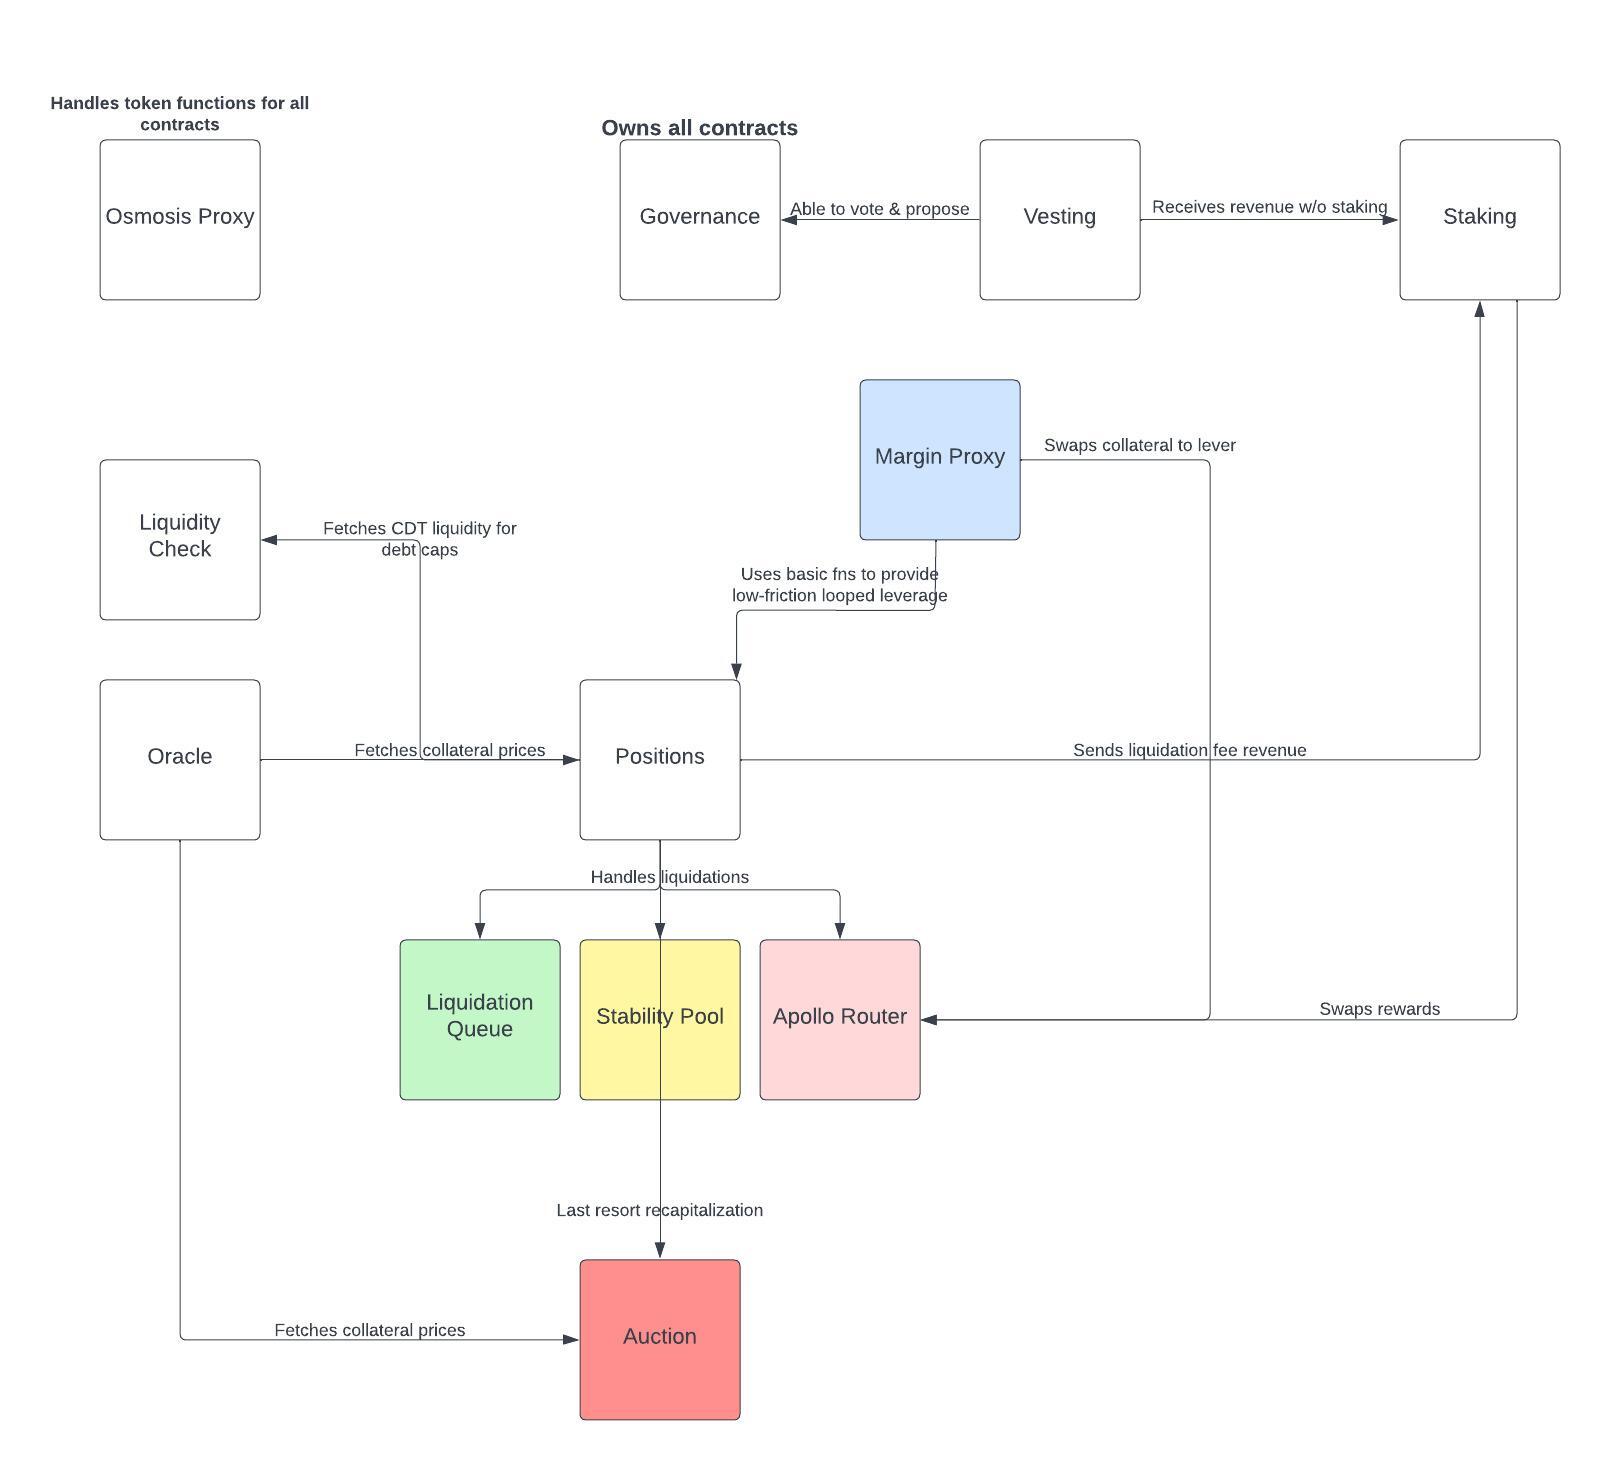 Handles token functions for all
contracts
Owns all contracts
Osmosis Proxy
Governance
Able to vote & propose
Vesting
Receives revenue w/o staking
Staking
Margin Proxy
Swaps collateral to lever
Liquidity
Check
Fetches CDT liquidity for
debt caps
Uses basic fns to provide
low-friction looped leverage
Oracle
Fetches collateral prices
Positions
Sends liquidation fee revenue
Handles liquidations
Liquidation
Queue
Stability Pool
Apollo Router
Swaps rewards
Last resort recapitalization
Fetches collateral prices
Auction